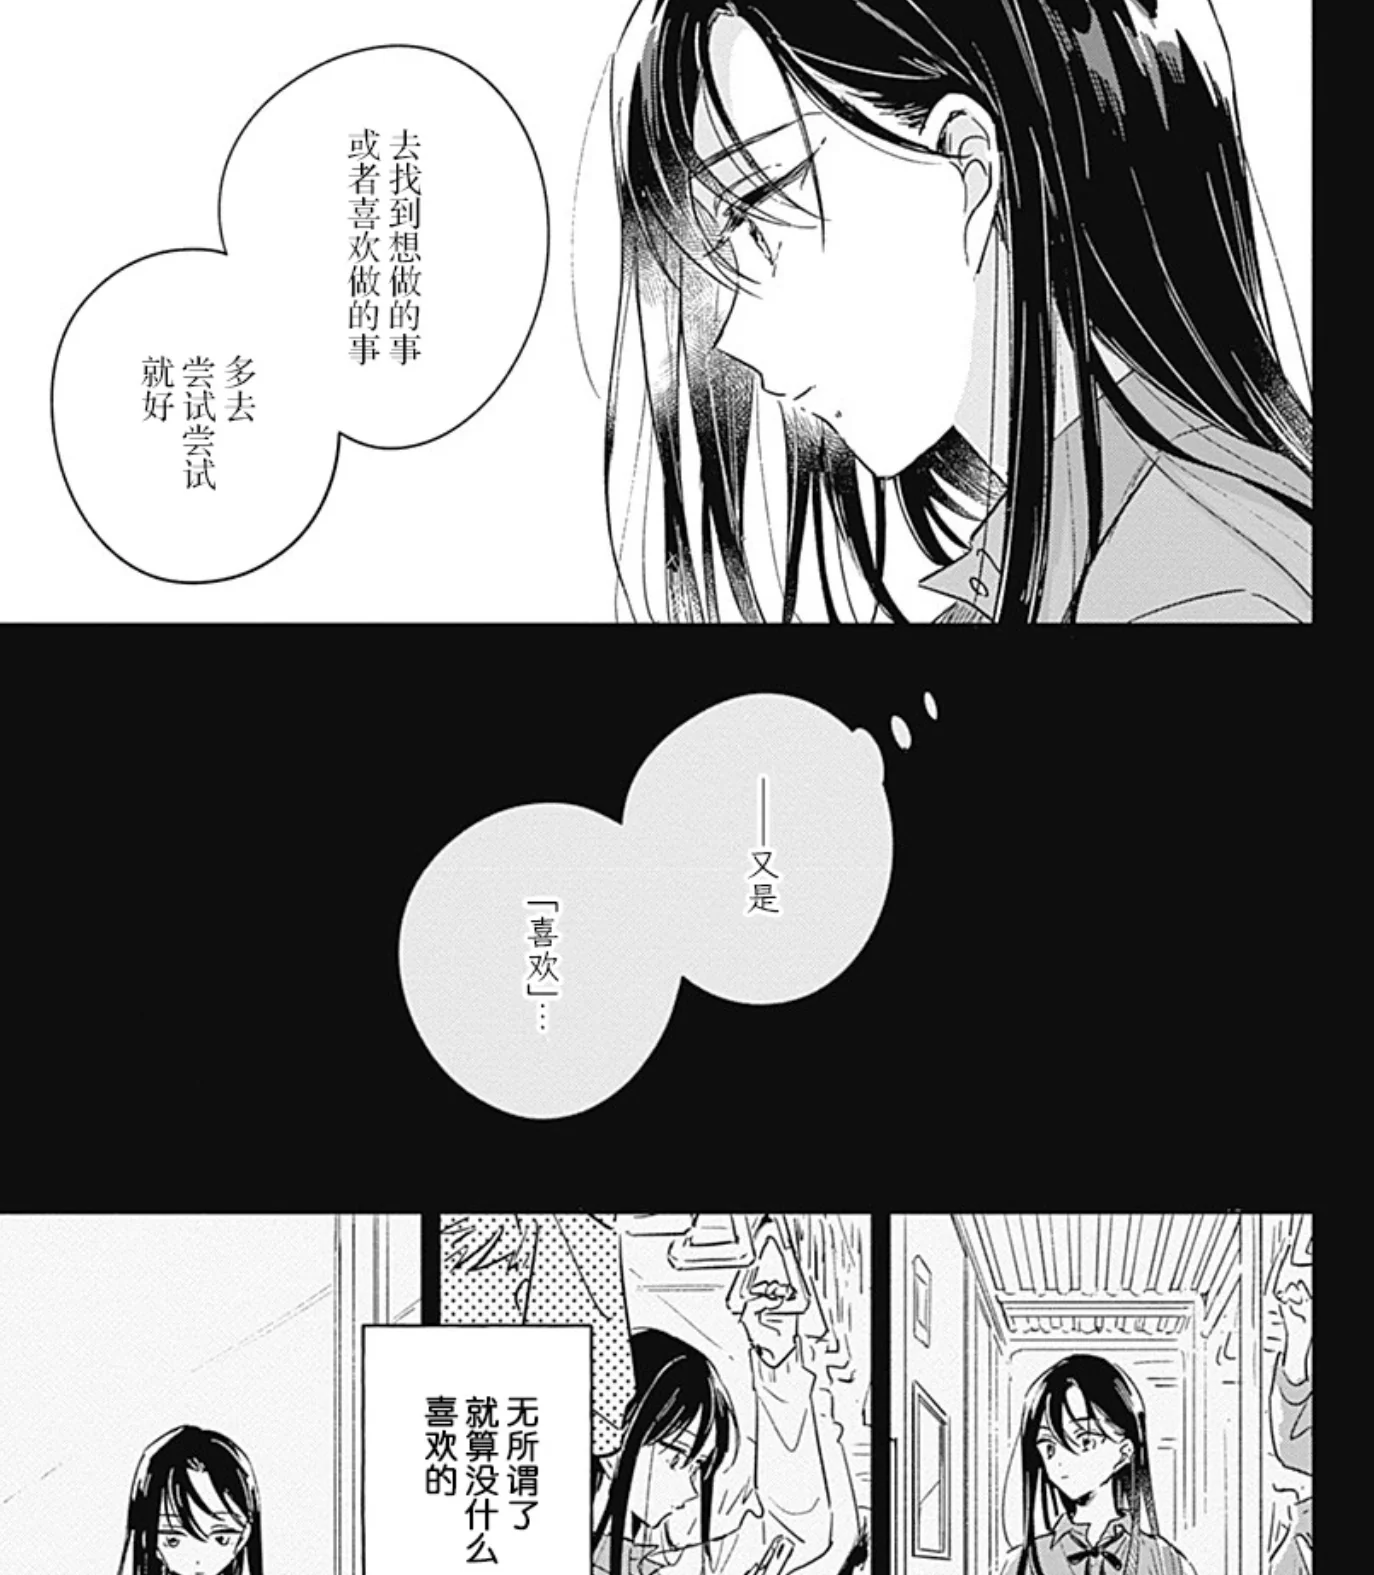 去找到想做的事
或者喜欢做的事
多去
尝试尝试
就好
——又是
「喜欢」…
无所谓了
就算没什么
喜欢的